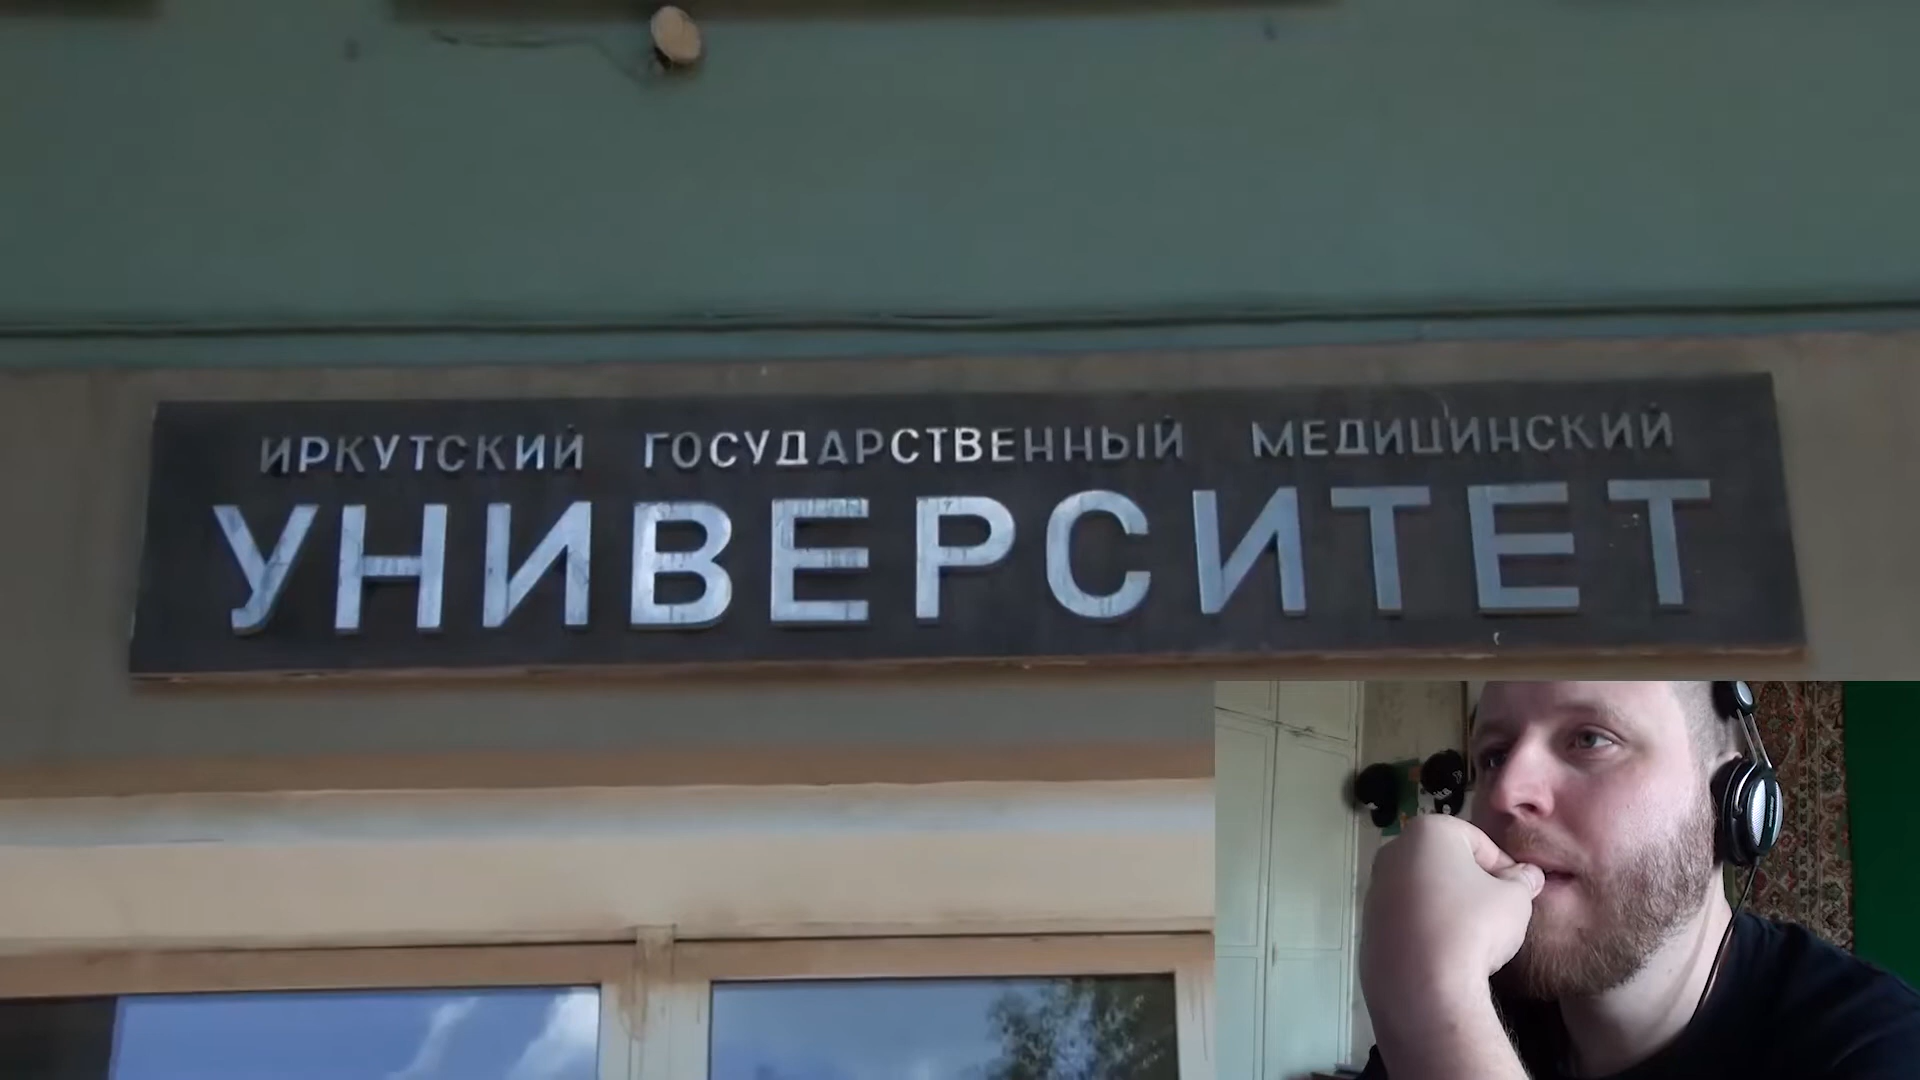 ИРКУТСКИЙ ГОСУДАРСТВЕННЫЙ МЕДИЦИНСКИЙ
УНИВЕРСИТЕТ